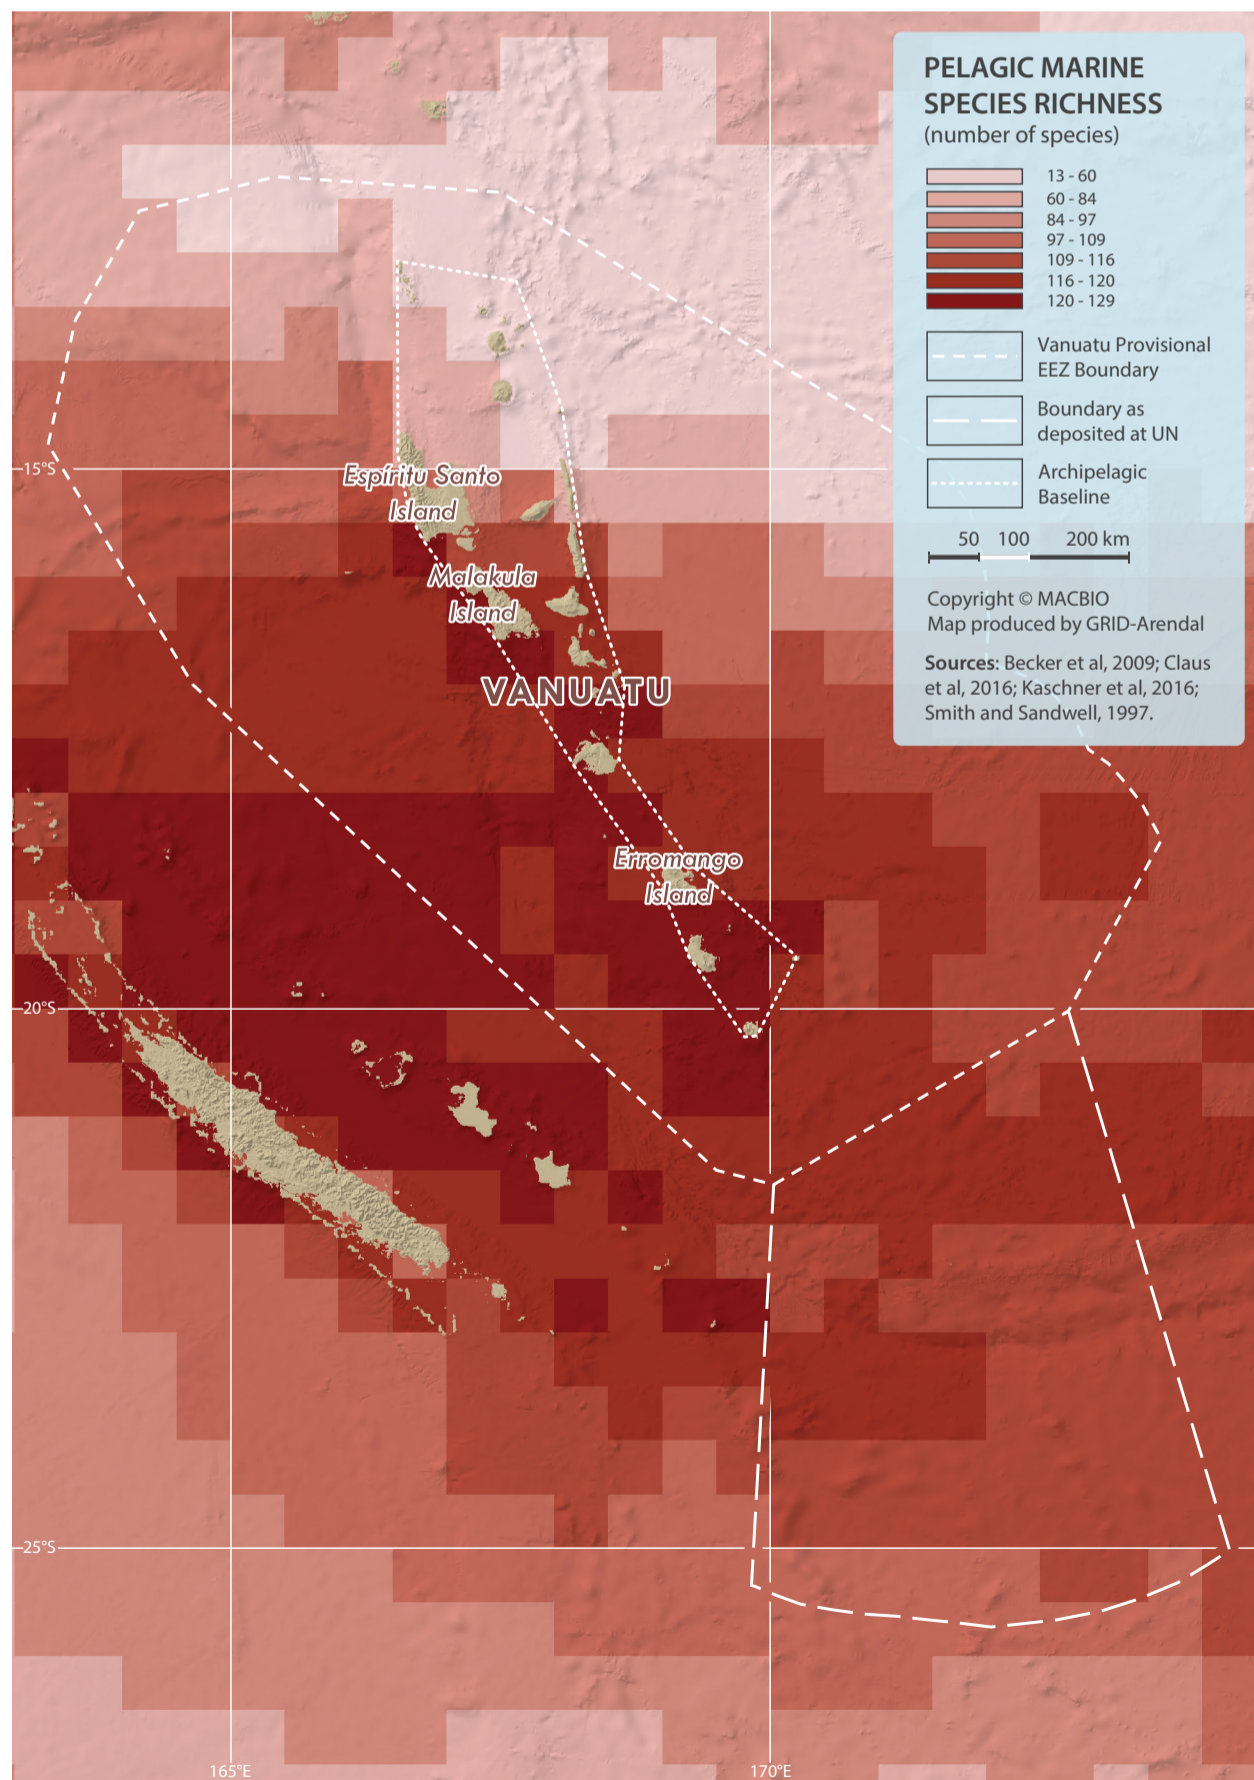 PELAGIC MARINE
SPECIES RICHNESS
(number of species)
13 - 60
60 - 84
84 - 97
97 - 109
109 - 116
116 - 120
120 - 129
Vanuatu Provisional
EEZ Boundary
Boundary as
deposited at UN
Archipelagic
Baseline
50 100 200 km
Copyright © MACBIO
Map produced by GRID-Arendal
Sources: Becker et al, 2009; Claus
et al, 2016; Kaschner et al, 2016;
Smith and Sandwell, 1997.
15°S
Espíritu Santo
Island
Malakula
Island
VANUATU
Erromango
Island
20°S
25°S
165°E
170°E